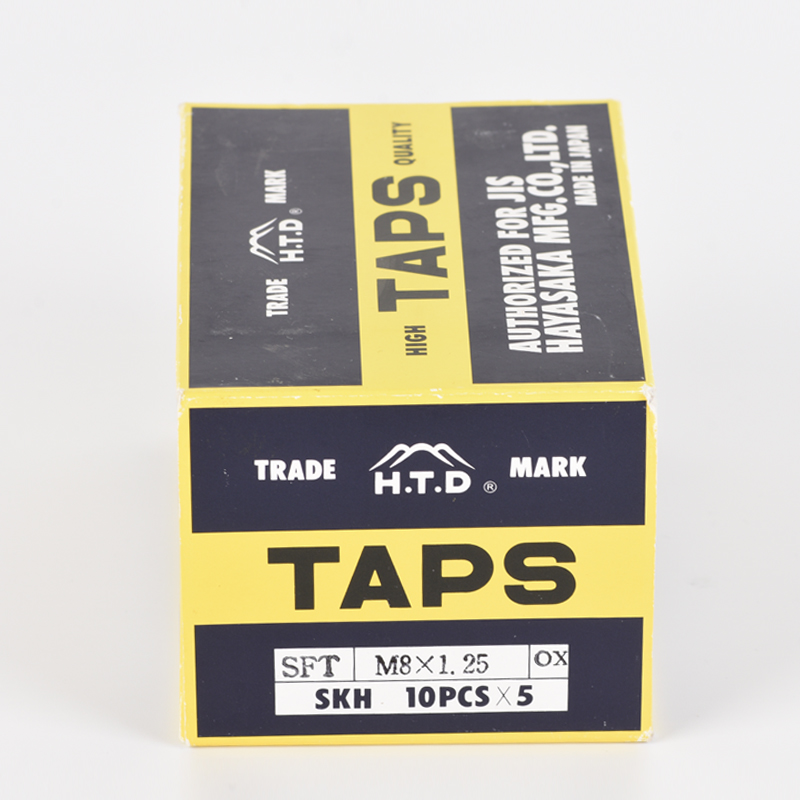 TRADE H.T.D ® MARK
HIGH TAPS QUALITY
AUTHORIZED FOR JIS
HAYASAKA MFG.CO.,LTD.
MADE IN JAPAN
TRADE H.T.D ® MARK
TAPS
SFT M8×1.25 OX
SKH 10PCS×5